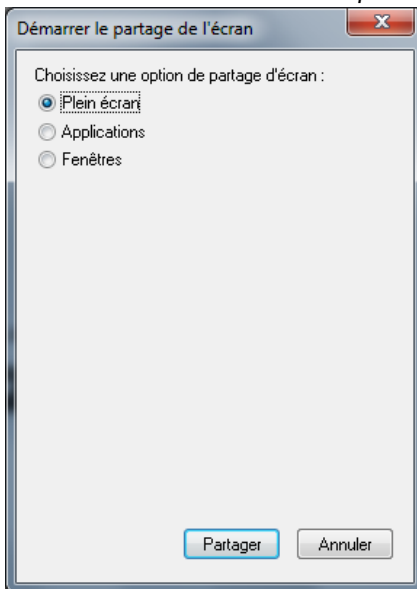 Démarrer le partage de l'écran
Choisissez une option de partage d'écran :
Plein écran
Applications
Fenêtres
Partager
Annuler